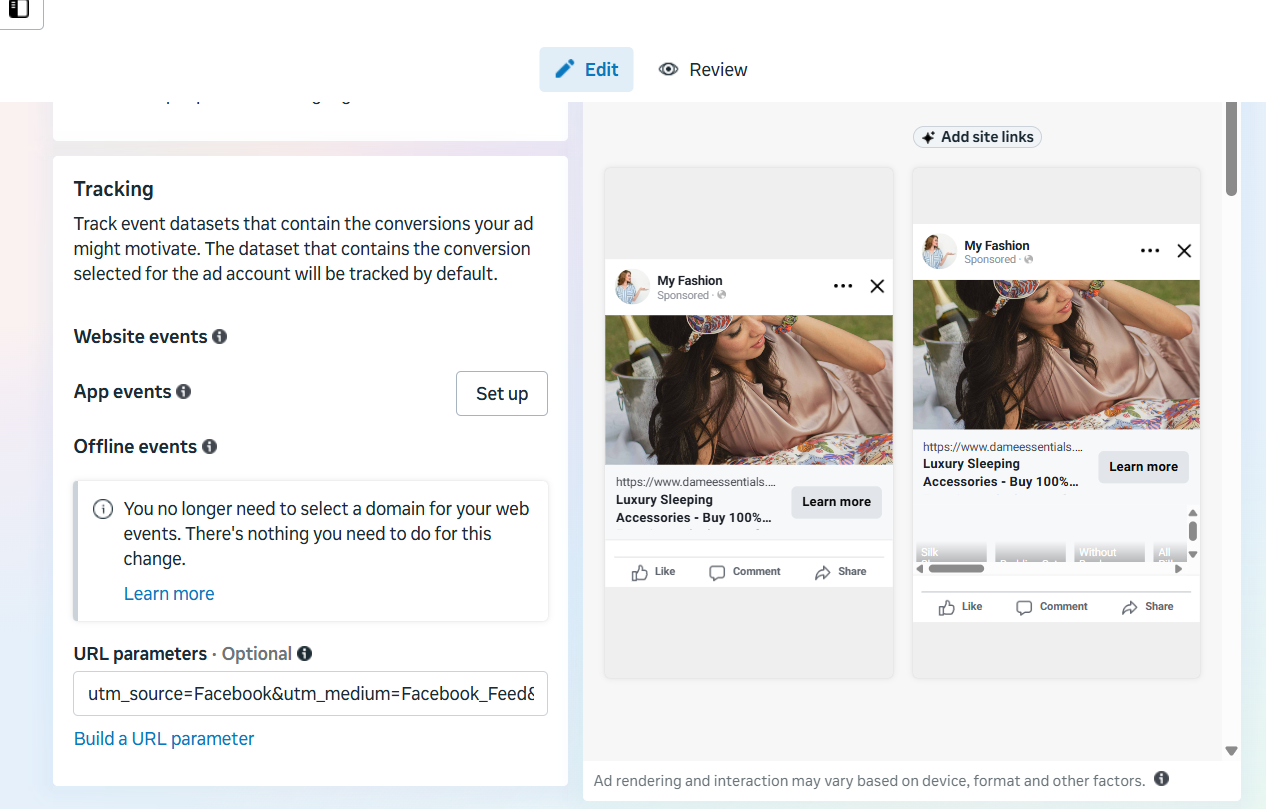 Edit
Review
Tracking
Track event datasets that contain the conversions your ad
might motivate. The dataset that contains the conversion
selected for the ad account will be tracked by default.
Website events
App events
Set up
Offline events
You no longer need to select a domain for your web
events. There's nothing you need to do for this
change.
Learn more
URL parameters · Optional
utm_source=Facebook&utm_medium=Facebook_Feed&
Build a URL parameter
Add site links
My Fashion
Sponsored ·
https://www.dameessentials....
Luxury Sleeping
Accessories - Buy 100%...
Learn more
Like
Comment
Share
My Fashion
Sponsored ·
https://www.dameessentials....
Luxury Sleeping
Accessories - Buy 100%...
Learn more
Silk
Without
All
Like
Comment
Share
Ad rendering and interaction may vary based on device, format and other factors.